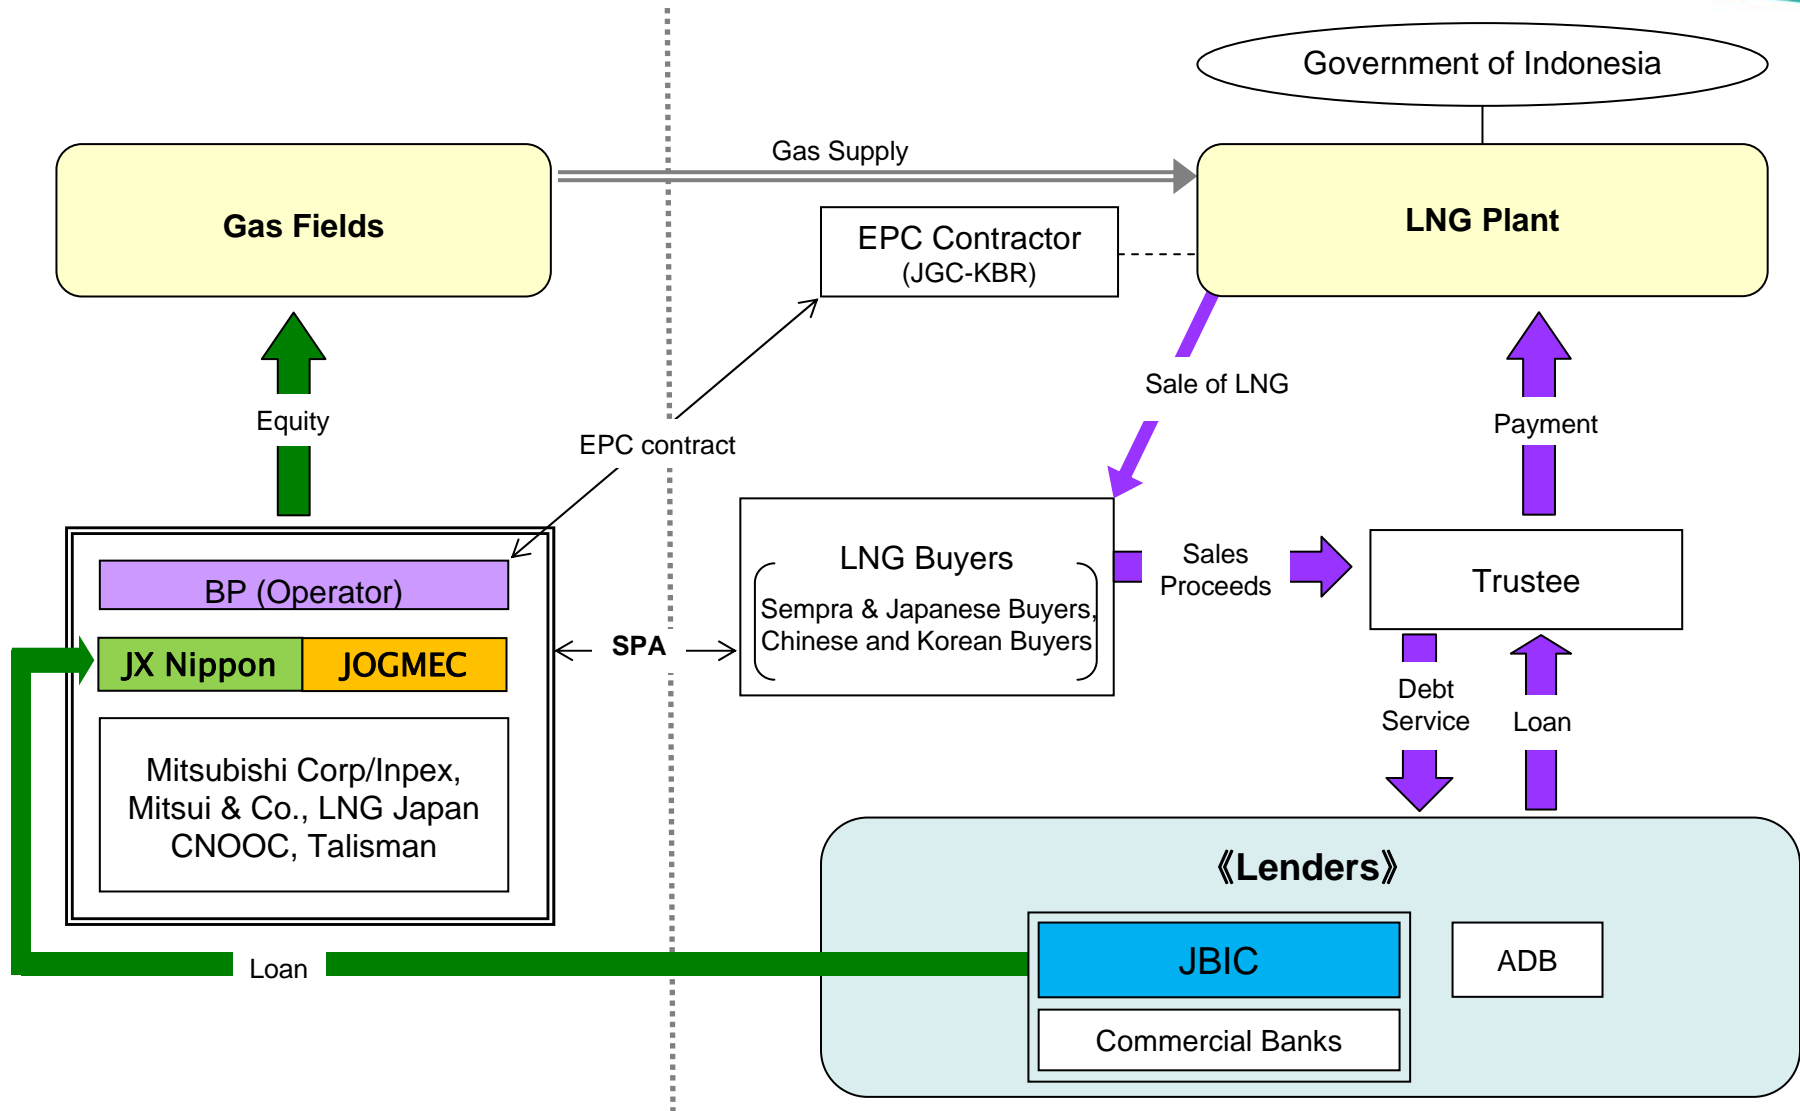 Government of Indonesia
Gas Supply
Gas Fields
EPC Contractor
(JGC-KBR)
LNG Plant
Sale of LNG
Equity
EPC contract
Payment
BP (Operator)
JX Nippon
JOGMEC
SPA
LNG Buyers
Sempra & Japanese Buyers,
Chinese and Korean Buyers
Sales
Proceeds
Trustee
Debt
Service
Loan
Mitsubishi Corp/Inpex,
Mitsui & Co., LNG Japan
CNOOC, Talisman
《Lenders》
JBIC
ADB
Commercial Banks
Loan